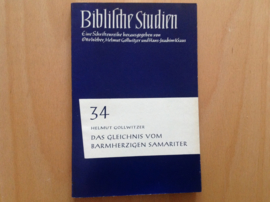 Biblische Studien
Eine Schriftenreihe herausgegeben von
Otto Weber, Helmut Gollwitzer und Hans-Joachim Kraus
34
HELMUT GOLLWITZER
DAS GLEICHNIS VOM
BARMHERZIGEN SAMARITER